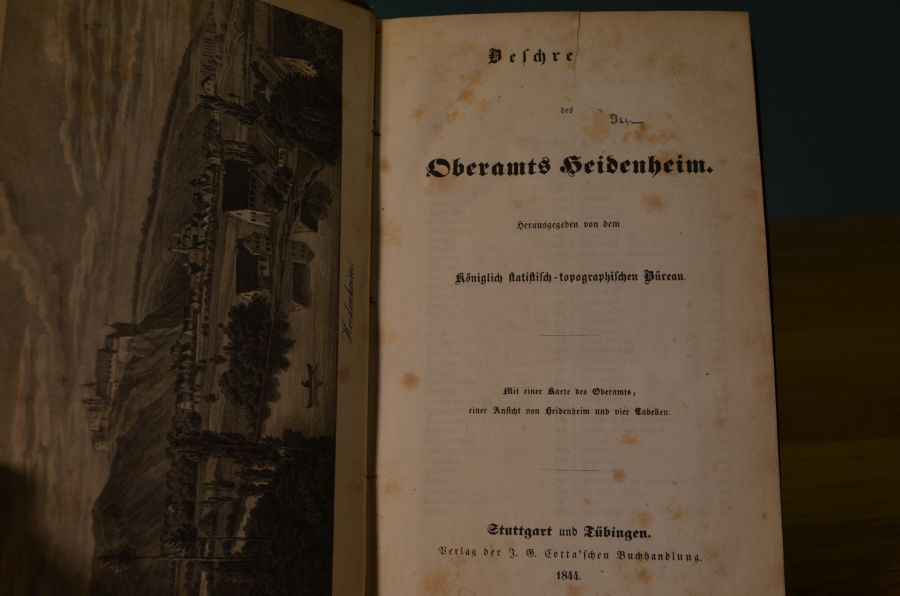 Beschre
des
Oberamts Heidenheim.
Herausgegeben von dem
Königlich statistisch-topographischen Büreau.
Mit einer Karte des Oberamts,
einer Ansicht von Heidenheim und vier Tabellen.
Stuttgart und Tübingen.
Verlag der J. G. Cotta'schen Buchhandlung.
1844.
Heidenheim